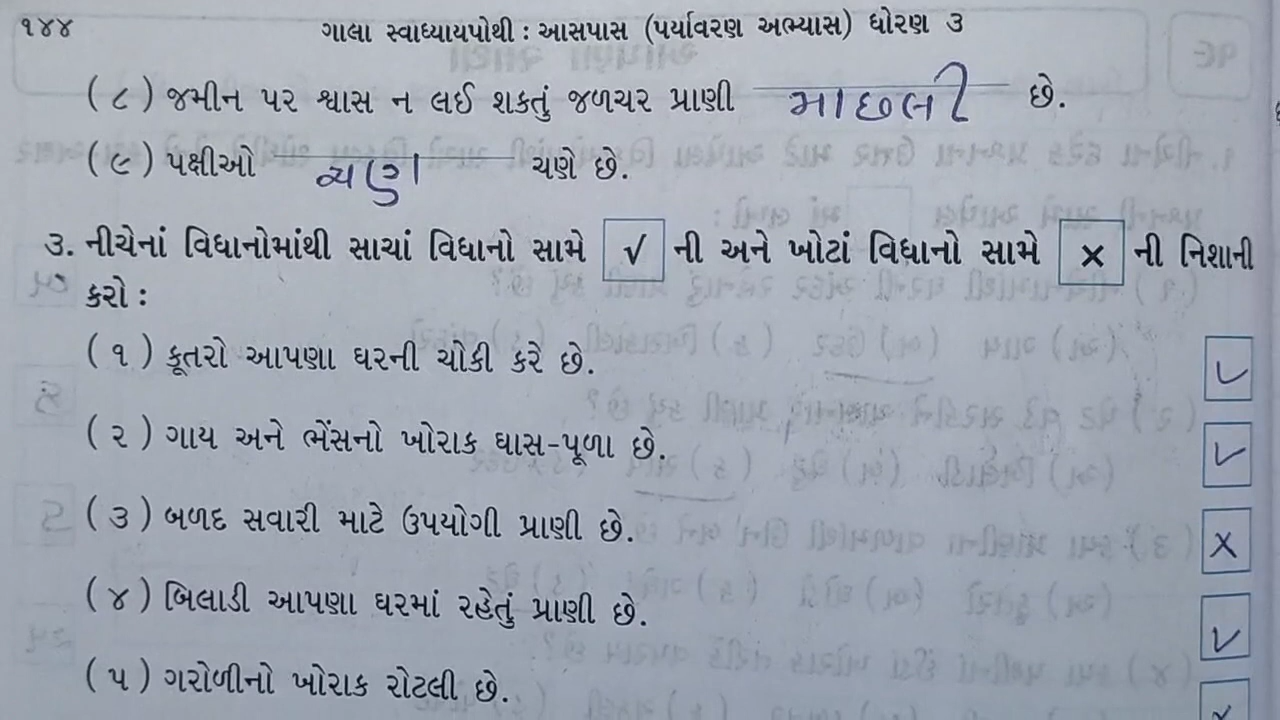 ૧૪૪ ગાલા સ્વાધ્યાયપોથી : આસપાસ (પર્યાવરણ અભ્યાસ) ધોરણ ૩
(૮) જમીન પર શ્વાસ ન લઈ શકતું જળચર પ્રાણી માછલી છે.
(૯) પક્ષીઓ ચણ ચણે છે.
૩. નીચેનાં વિધાનોમાંથી સાચાં વિધાનો સામે √ ની અને ખોટાં વિધાનો સામે × ની નિશાની
કરો :
(૧) કૂતરો આપણા ઘરની ચોકી કરે છે. ✓
(૨) ગાય અને ભેંસનો ખોરાક ઘાસ-પૂળા છે. ✓
(૩) બળદ સવારી માટે ઉપયોગી પ્રાણી છે. ×
(૪) બિલાડી આપણા ઘરમાં રહેતું પ્રાણી છે. ✓
(૫) ગરોળીનો ખોરાક રોટલી છે. ×